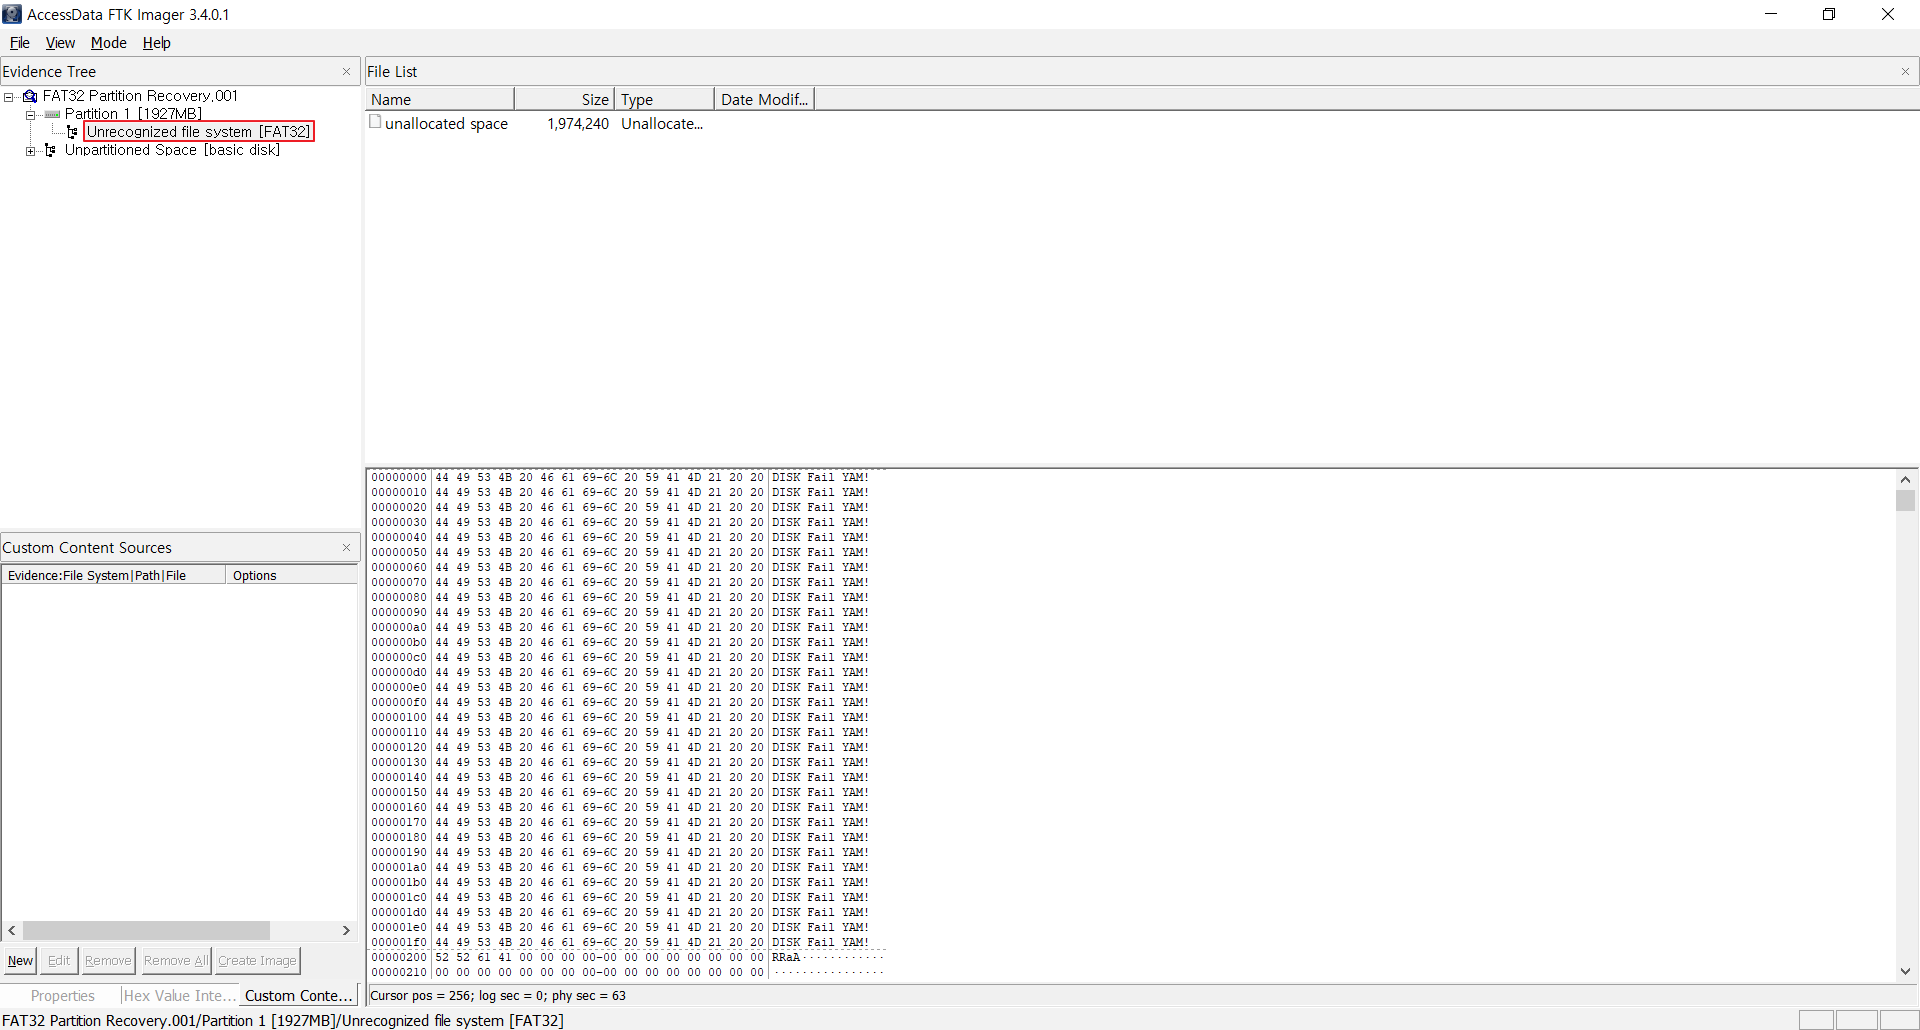 AccessData FTK Imager 3.4.0.1
File View Mode Help
Evidence Tree
FAT32 Partition Recovery.001
Partition 1 [1927MB]
Unrecognized file system [FAT32]
Unpartitioned Space [basic disk]
File List
Name Size Type Date Modif...
unallocated space 1,974,240 Unallocate...
Custom Content Sources
Evidence:File System|Path|File Options
New Edit Remove Remove All Create Image
Properties Hex Value Inte... Custom Conte...
00000000 44 49 53 4B 20 46 61 69-6C 20 59 41 4D 21 20 20 DISK Fail YAM!
00000010 44 49 53 4B 20 46 61 69-6C 20 59 41 4D 21 20 20 DISK Fail YAM!
00000020 44 49 53 4B 20 46 61 69-6C 20 59 41 4D 21 20 20 DISK Fail YAM!
00000030 44 49 53 4B 20 46 61 69-6C 20 59 41 4D 21 20 20 DISK Fail YAM!
00000040 44 49 53 4B 20 46 61 69-6C 20 59 41 4D 21 20 20 DISK Fail YAM!
00000050 44 49 53 4B 20 46 61 69-6C 20 59 41 4D 21 20 20 DISK Fail YAM!
00000060 44 49 53 4B 20 46 61 69-6C 20 59 41 4D 21 20 20 DISK Fail YAM!
00000070 44 49 53 4B 20 46 61 69-6C 20 59 41 4D 21 20 20 DISK Fail YAM!
00000080 44 49 53 4B 20 46 61 69-6C 20 59 41 4D 21 20 20 DISK Fail YAM!
00000090 44 49 53 4B 20 46 61 69-6C 20 59 41 4D 21 20 20 DISK Fail YAM!
000000a0 44 49 53 4B 20 46 61 69-6C 20 59 41 4D 21 20 20 DISK Fail YAM!
000000b0 44 49 53 4B 20 46 61 69-6C 20 59 41 4D 21 20 20 DISK Fail YAM!
000000c0 44 49 53 4B 20 46 61 69-6C 20 59 41 4D 21 20 20 DISK Fail YAM!
000000d0 44 49 53 4B 20 46 61 69-6C 20 59 41 4D 21 20 20 DISK Fail YAM!
000000e0 44 49 53 4B 20 46 61 69-6C 20 59 41 4D 21 20 20 DISK Fail YAM!
000000f0 44 49 53 4B 20 46 61 69-6C 20 59 41 4D 21 20 20 DISK Fail YAM!
00000100 44 49 53 4B 20 46 61 69-6C 20 59 41 4D 21 20 20 DISK Fail YAM!
00000110 44 49 53 4B 20 46 61 69-6C 20 59 41 4D 21 20 20 DISK Fail YAM!
00000120 44 49 53 4B 20 46 61 69-6C 20 59 41 4D 21 20 20 DISK Fail YAM!
00000130 44 49 53 4B 20 46 61 69-6C 20 59 41 4D 21 20 20 DISK Fail YAM!
00000140 44 49 53 4B 20 46 61 69-6C 20 59 41 4D 21 20 20 DISK Fail YAM!
00000150 44 49 53 4B 20 46 61 69-6C 20 59 41 4D 21 20 20 DISK Fail YAM!
00000160 44 49 53 4B 20 46 61 69-6C 20 59 41 4D 21 20 20 DISK Fail YAM!
00000170 44 49 53 4B 20 46 61 69-6C 20 59 41 4D 21 20 20 DISK Fail YAM!
00000180 44 49 53 4B 20 46 61 69-6C 20 59 41 4D 21 20 20 DISK Fail YAM!
00000190 44 49 53 4B 20 46 61 69-6C 20 59 41 4D 21 20 20 DISK Fail YAM!
000001a0 44 49 53 4B 20 46 61 69-6C 20 59 41 4D 21 20 20 DISK Fail YAM!
000001b0 44 49 53 4B 20 46 61 69-6C 20 59 41 4D 21 20 20 DISK Fail YAM!
000001c0 44 49 53 4B 20 46 61 69-6C 20 59 41 4D 21 20 20 DISK Fail YAM!
000001d0 44 49 53 4B 20 46 61 69-6C 20 59 41 4D 21 20 20 DISK Fail YAM!
000001e0 44 49 53 4B 20 46 61 69-6C 20 59 41 4D 21 20 20 DISK Fail YAM!
000001f0 44 49 53 4B 20 46 61 69-6C 20 59 41 4D 21 20 20 DISK Fail YAM!
00000200 52 52 61 41 00 00 00 00-00 00 00 00 00 00 00 00 RRaA············
00000210 00 00 00 00 00 00 00 00-00 00 00 00 00 00 00 00 ················
Cursor pos = 256; log sec = 0; phy sec = 63
FAT32 Partition Recovery.001/Partition 1 [1927MB]/Unrecognized file system [FAT32]